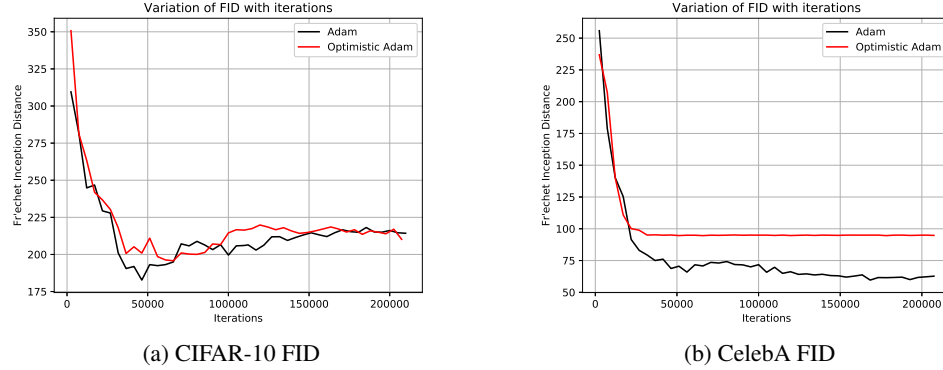 Variation of FID with iterations
350
325
300
275
250
225
200
175
Fr'echet Inception Distance
Adam
Optimistic Adam
0
50000
100000
150000
200000
Iterations
(a) CIFAR-10 FID
Variation of FID with iterations
250
225
200
175
150
125
100
75
50
Fr'echet Inception Distance
Adam
Optimistic Adam
0
50000
100000
150000
200000
Iterations
(b) CelebA FID